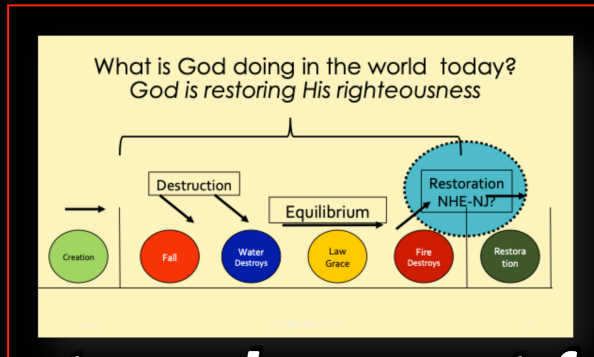 What is God doing in the world today?
God is restoring His righteousness
Destruction
Equilibrium
Restoration
NHE-NJ?
Creation
Fall
Water
Destroys
Law
Grace
Fire
Destroys
Restora
tion